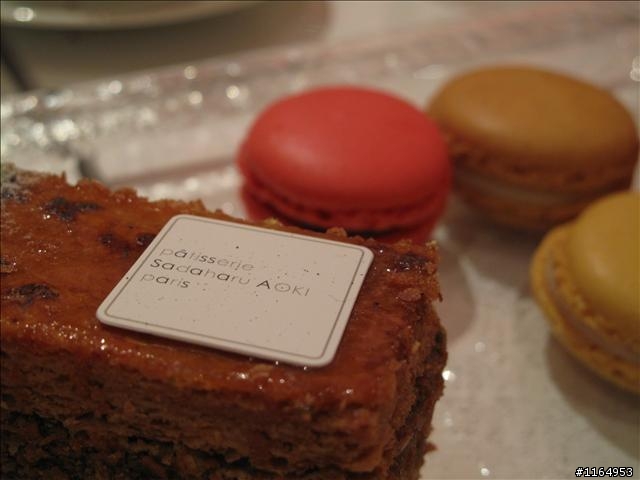 pâtisserie
Sadaharu AOKI
paris
#1164953